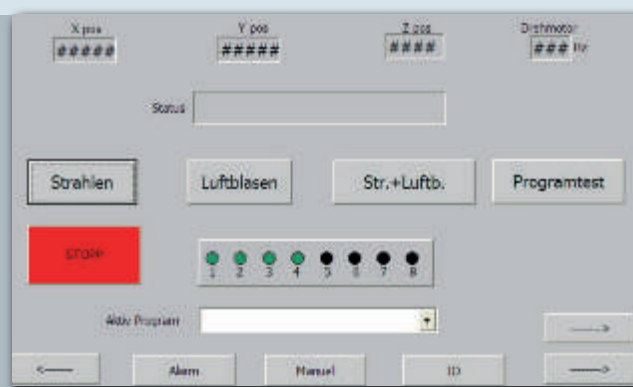 X pos Y pos Z pos Drehmotor
##### ##### #### ### Hz
Status
Strahlen Luftblasen Str.+Luftb. Programtest
STOPP
1 2 3 4 5 6 7 8
Aktiv Program
---->
<---- Alarm Manuel IO ---->